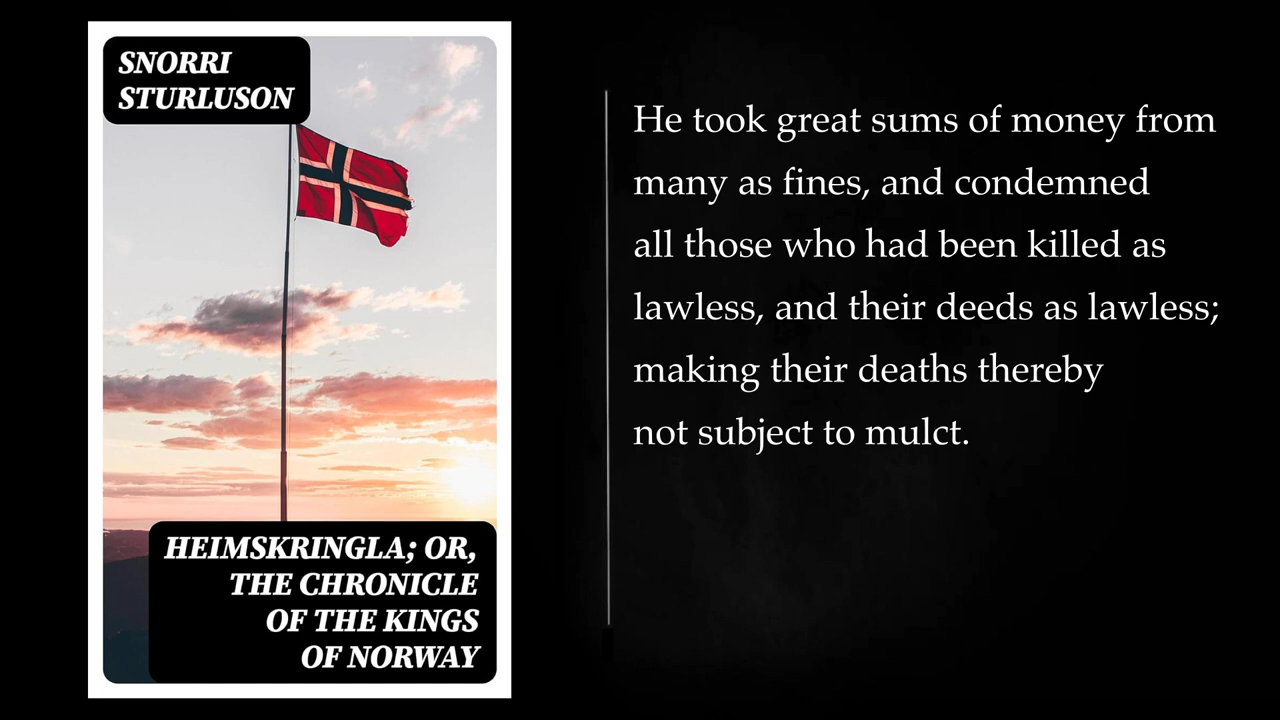 SNORRI
STURLUSON
HEIMSKRINGLA; OR,
THE CHRONICLE
OF THE KINGS
OF NORWAY
He took great sums of money from
many as fines, and condemned
all those who had been killed as
lawless, and their deeds as lawless;
making their deaths thereby
not subject to mulct.